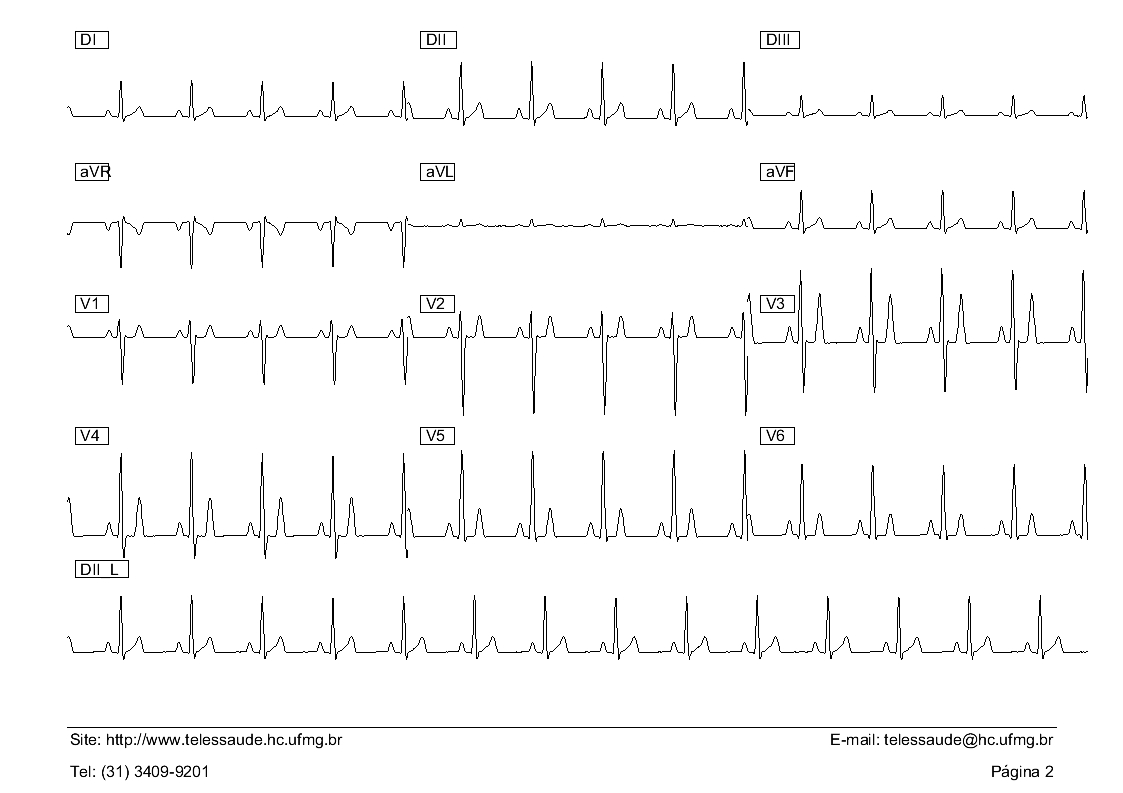 DI DII DIII
aVR aVL aVF
V1 V2 V3
V4 V5 V6
DII L
Site: http://www.telessaude.hc.ufmg.br E-mail: telessaude@hc.ufmg.br
Tel: (31) 3409-9201 Página 2